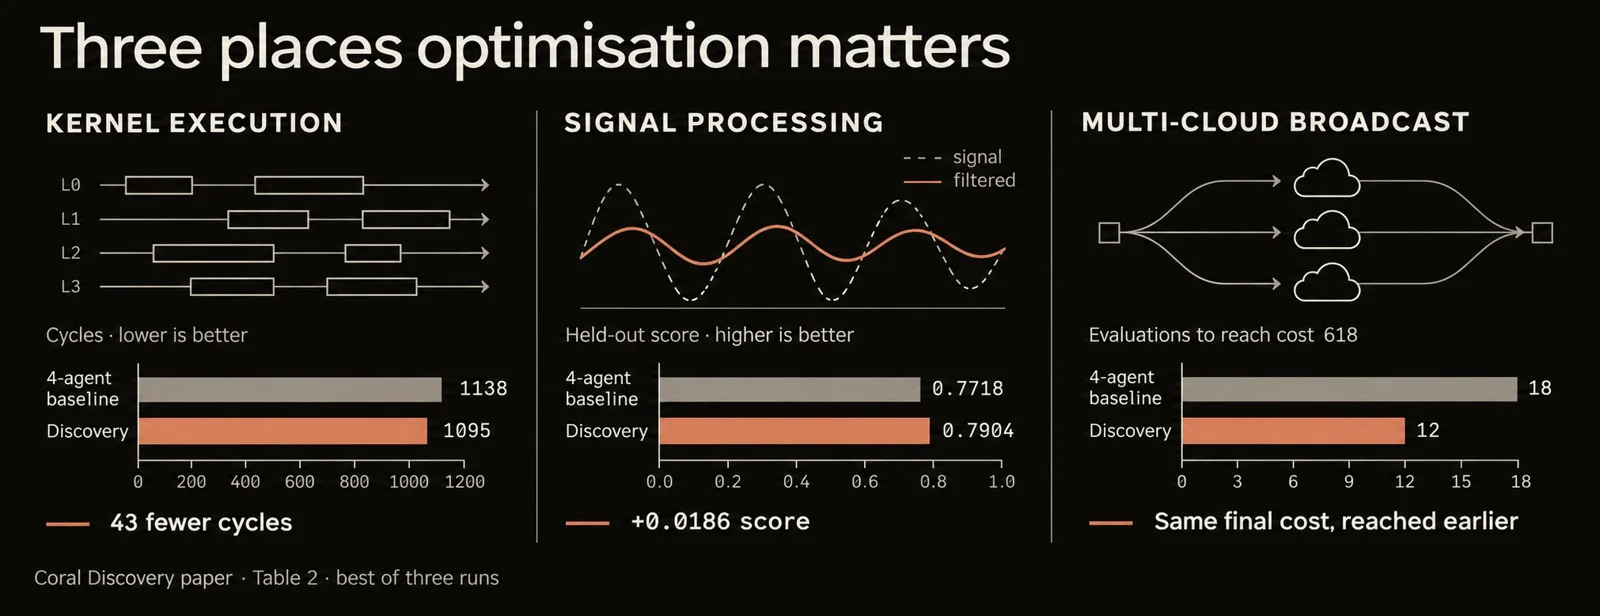 Three places optimisation matters
KERNEL EXECUTION
L0
L1
L2
L3
Cycles · lower is better
4-agent
baseline
1138
Discovery
1095
0 200 400 600 800 1000 1200
43 fewer cycles
SIGNAL PROCESSING
signal
filtered
Held-out score · higher is better
4-agent
baseline
0.7718
Discovery
0.7904
0.0 0.2 0.4 0.6 0.8 1.0
+0.0186 score
MULTI-CLOUD BROADCAST
Evaluations to reach cost 618
4-agent
baseline
18
Discovery
12
0 3 6 9 12 15 18
Same final cost, reached earlier
Coral Discovery paper · Table 2 · best of three runs